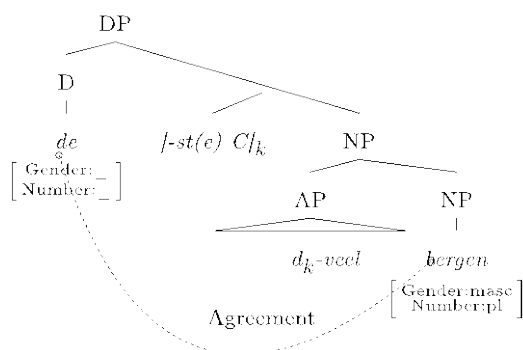 DP
D
de
[-st(e) C]k
NP
[ Gender:_ ]
[ Number:_ ]
AP
NP
dk-veel
bergen
[ Gender:masc ]
[ Number:pl ]
Agreement